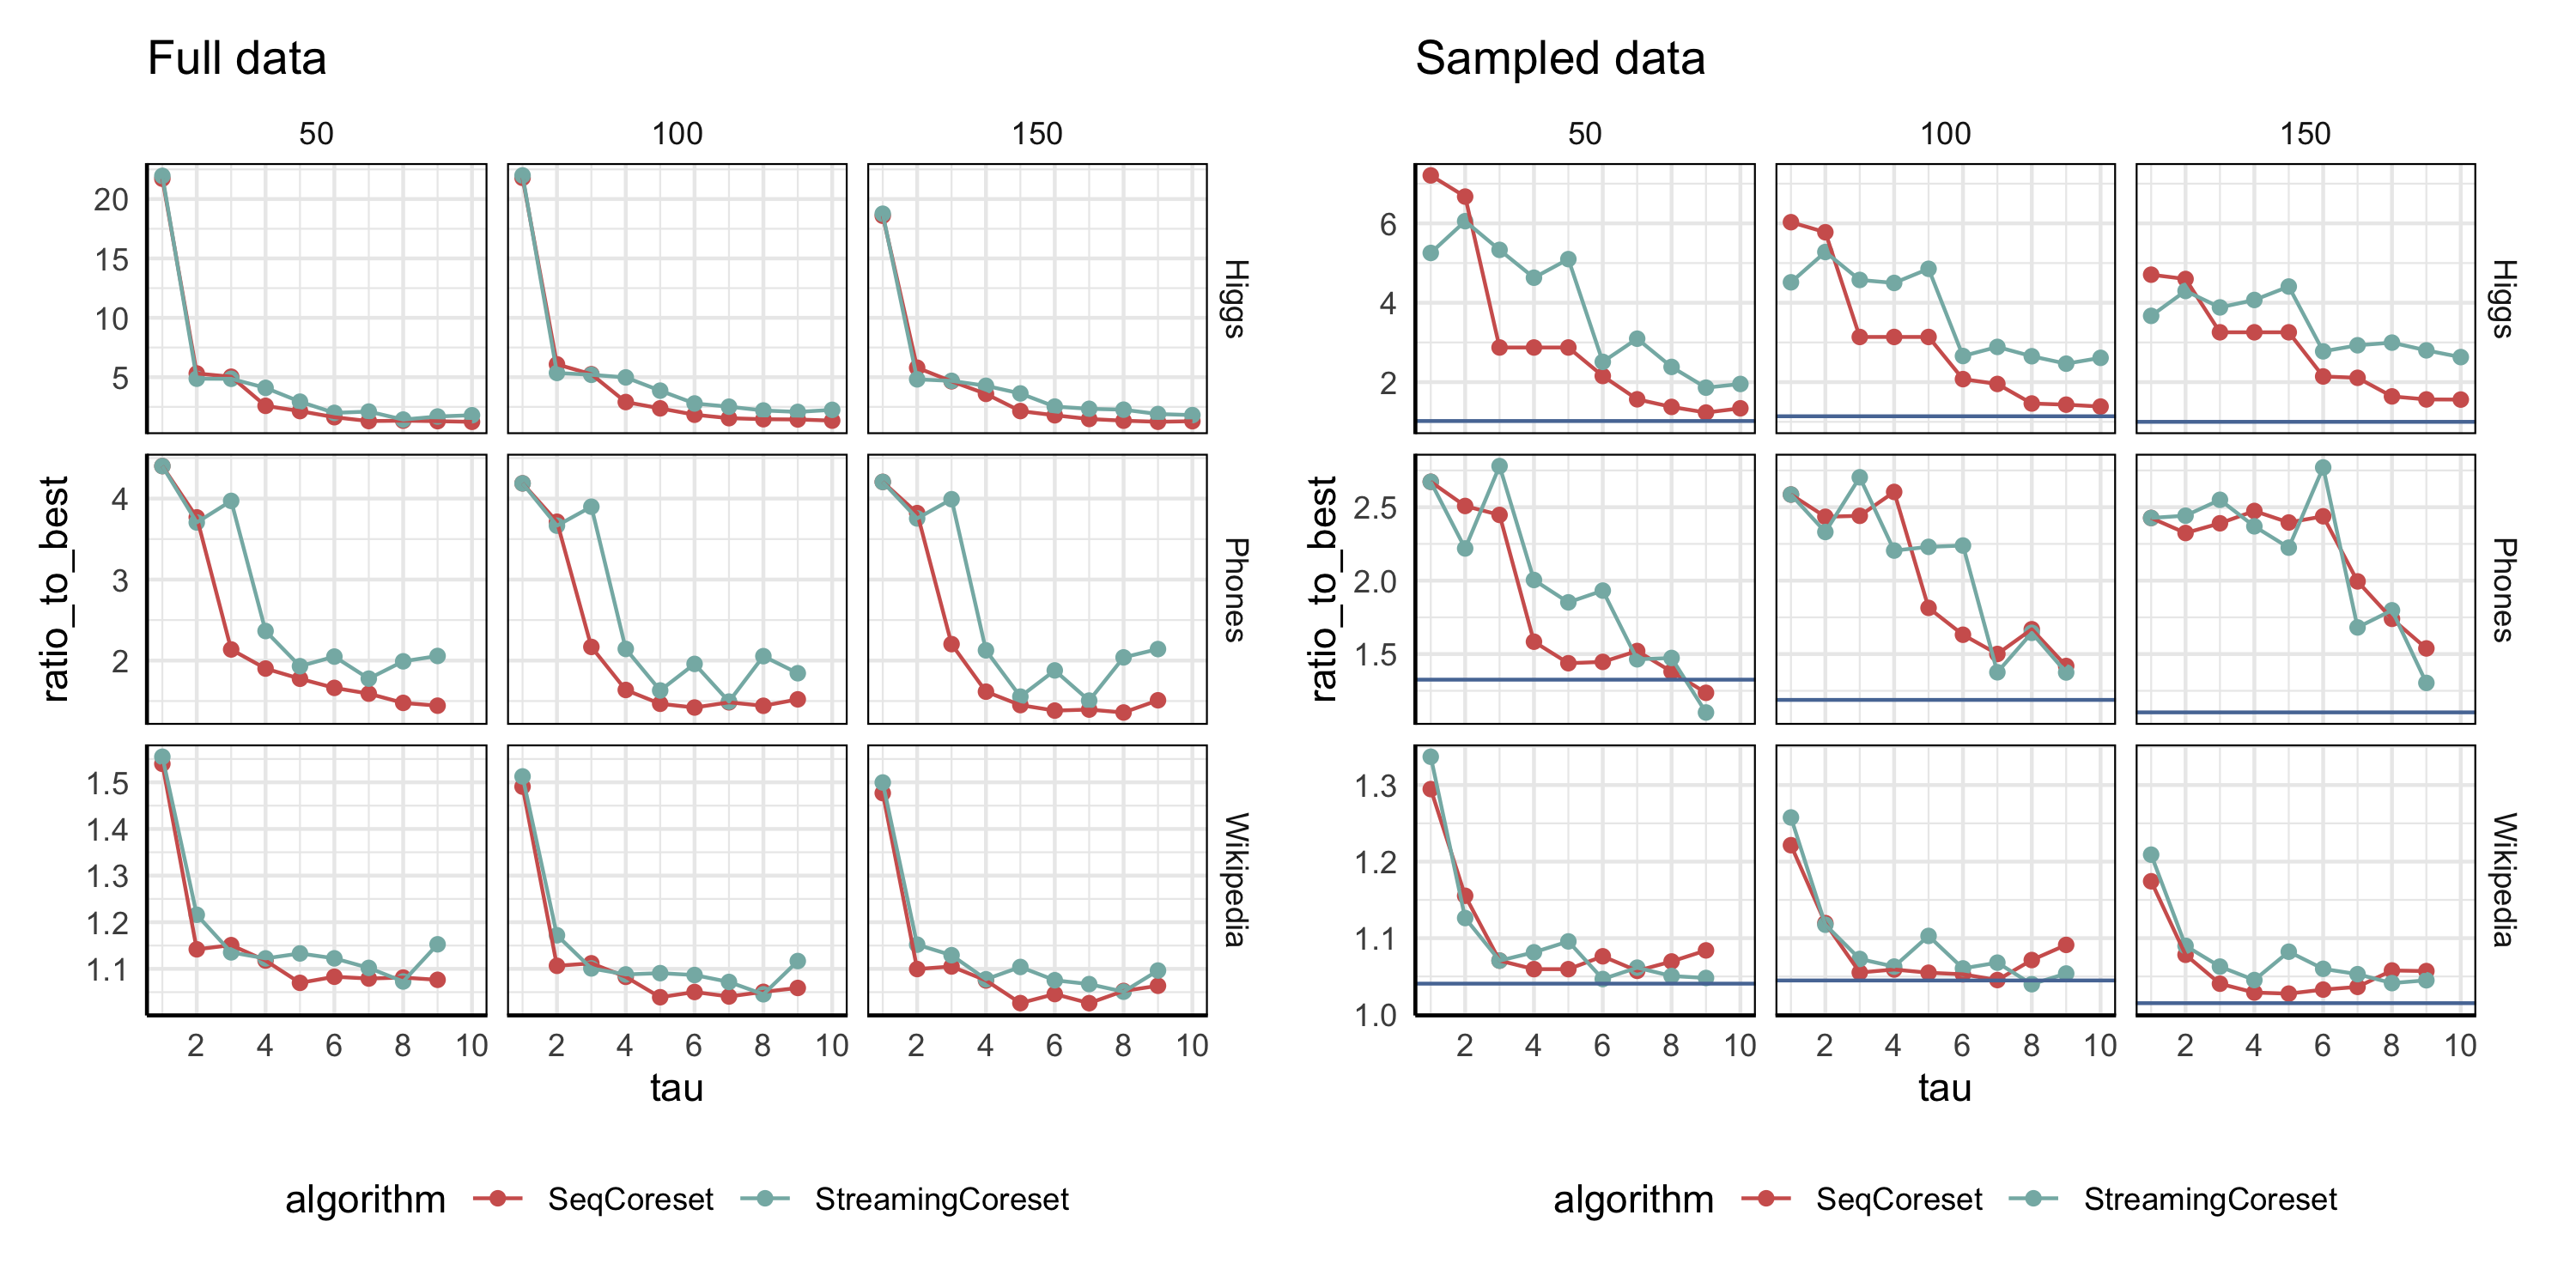 Full data
50 100 150
20
15
10
5
Higgs
4
3
2
Phones
1.5
1.4
1.3
1.2
1.1
Wikipedia
ratio_to_best
2 4 6 8 10 2 4 6 8 10 2 4 6 8 10
tau
algorithm SeqCoreset StreamingCoreset
Sampled data
50 100 150
6
4
2
Higgs
2.5
2.0
1.5
Phones
1.3
1.2
1.1
1.0
Wikipedia
ratio_to_best
2 4 6 8 10 2 4 6 8 10 2 4 6 8 10
tau
algorithm SeqCoreset StreamingCoreset